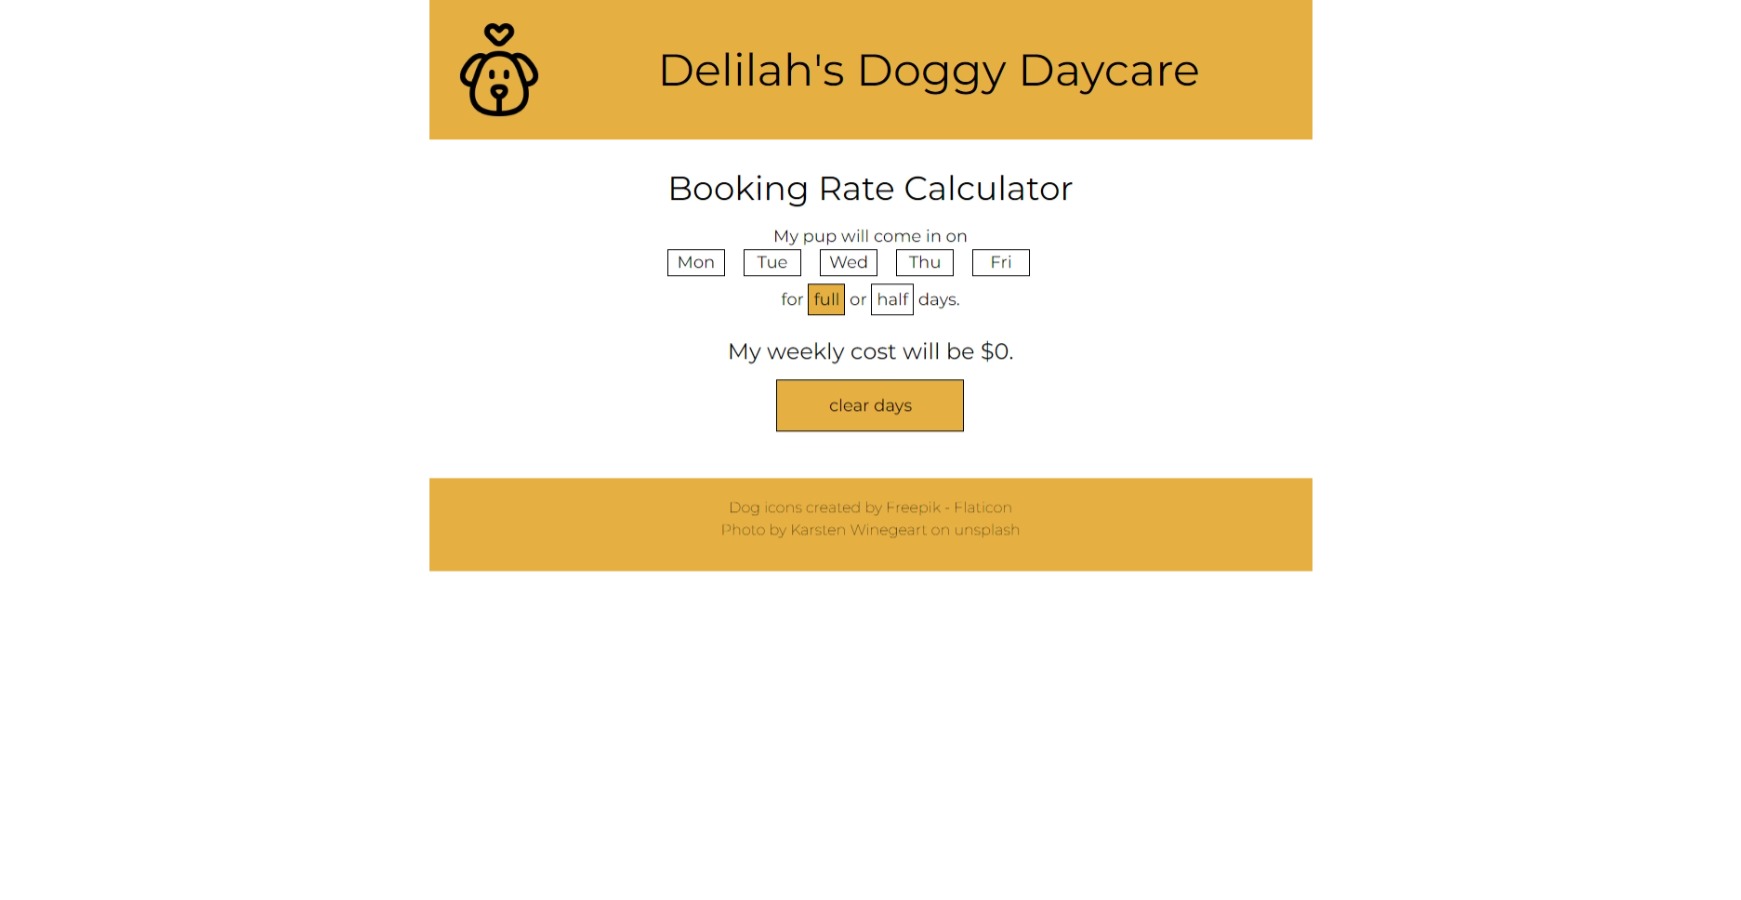 Delilah's Doggy Daycare
Booking Rate Calculator
My pup will come in on
Mon Tue Wed Thu Fri
for full or half days.
My weekly cost will be $0.
clear days
Dog icons created by Freepik - Flaticon
Photo by Karsten Winegeart on unsplash